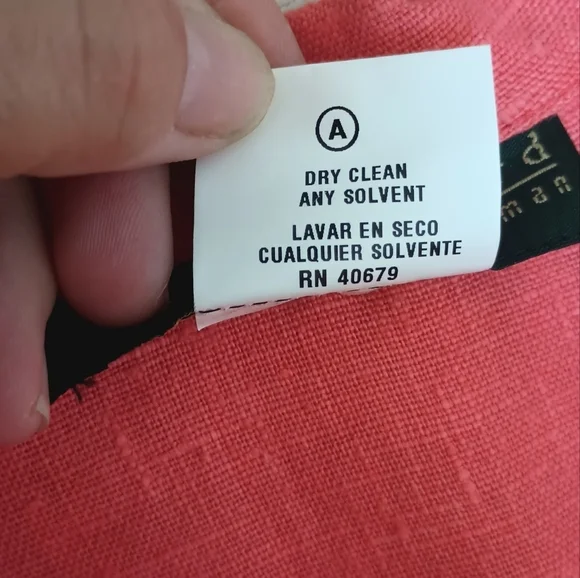 A
DRY CLEAN
ANY SOLVENT
LAVAR EN SECO
CUALQUIER SOLVENTE
RN 40679